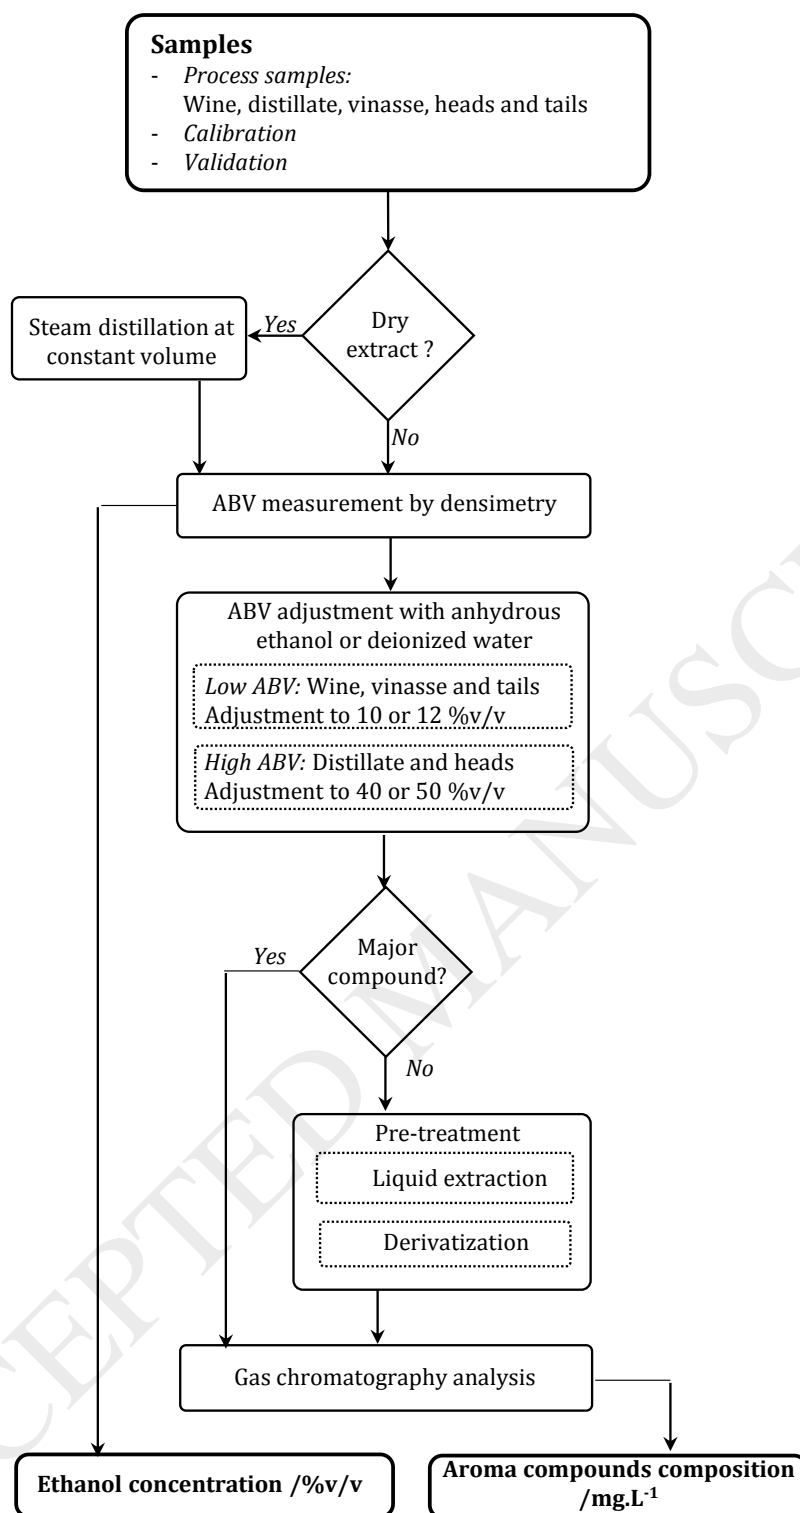 Samples
- Process samples:
Wine, distillate, vinasse, heads and tails
- Calibration
- Validation
Dry
extract ?
Yes
Steam distillation at
constant volume
No
ABV measurement by densimetry
ABV adjustment with anhydrous
ethanol or deionized water
Low ABV: Wine, vinasse and tails
Adjustment to 10 or 12 %v/v
High ABV: Distillate and heads
Adjustment to 40 or 50 %v/v
Major
compound?
Yes
No
Pre-treatment
Liquid extraction
Derivatization
Gas chromatography analysis
Ethanol concentration /%v/v
Aroma compounds composition
/mg.L-1
CEPTED MANUSC